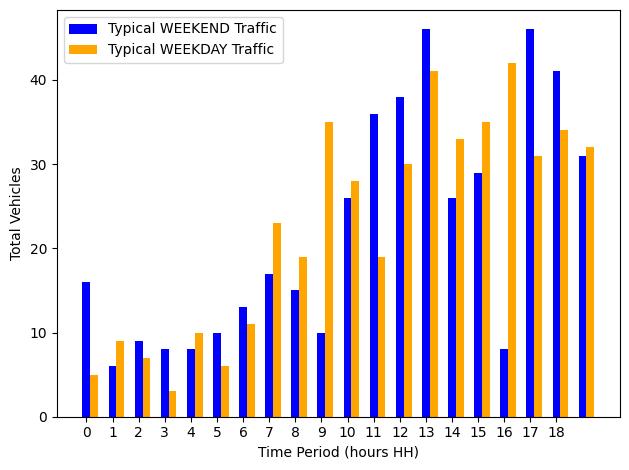 Typical WEEKEND Traffic
Typical WEEKDAY Traffic
40
30
20
10
0
Total Vehicles
0 1 2 3 4 5 6 7 8 9 10 11 12 13 14 15 16 17 18
Time Period (hours HH)